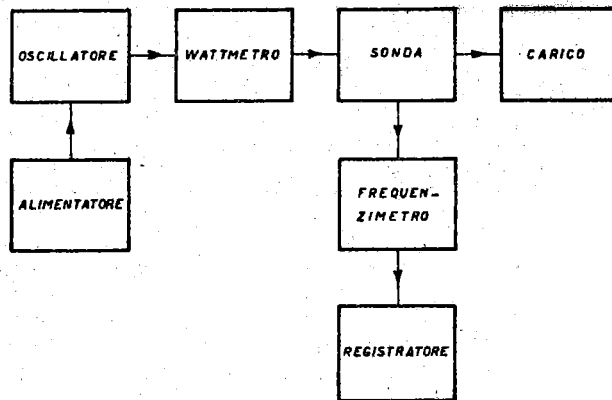 OSCILLATORE
WATTMETRO
SONDA
CARICO
ALIMENTATORE
FREQUEN-
ZIMETRO
REGISTRATORE